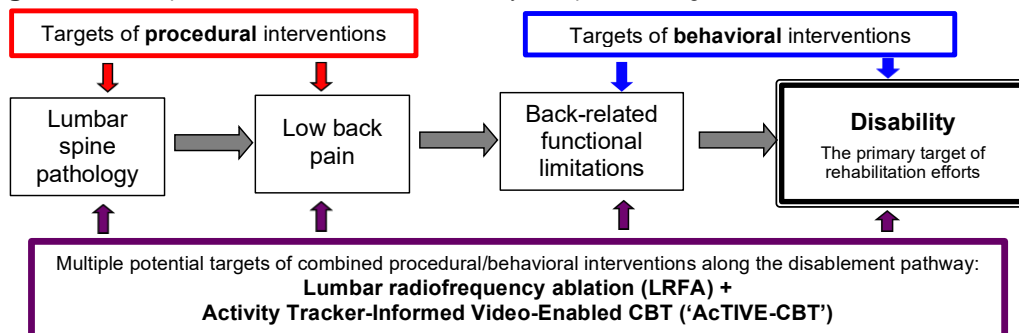 Targets of procedural interventions
Targets of behavioral interventions
Lumbar
spine
pathology
Low back
pain
Back-related
functional
limitations
Disability
The primary target of
rehabilitation efforts
Multiple potential targets of combined procedural/behavioral interventions along the disablement pathway:
Lumbar radiofrequency ablation (LRFA) +
Activity Tracker-Informed Video-Enabled CBT (‘AcTIVE-CBT’)